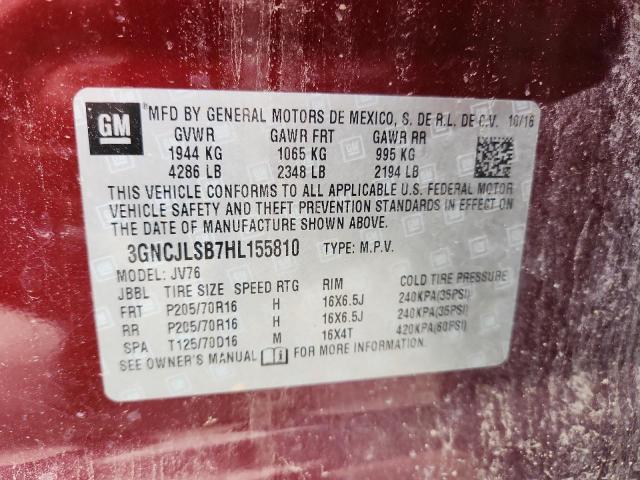 GM
MFD BY GENERAL MOTORS DE MEXICO, S. DE R.L. DE C.V. 10/16
GVWR GAWR FRT GAWR RR
1944 KG 1065 KG 995 KG
4286 LB 2348 LB 2194 LB
THIS VEHICLE CONFORMS TO ALL APPLICABLE U.S. FEDERAL MOTOR
VEHICLE SAFETY AND THEFT PREVENTION STANDARDS IN EFFECT ON
THE DATE OF MANUFACTURE SHOWN ABOVE.
3GNCJLSB7HL155810 TYPE: M.P.V.
MODEL: JV76
JBBL TIRE SIZE SPEED RTG RIM COLD TIRE PRESSURE
FRT P205/70R16 H 16X6.5J 240KPA(35PSI)
RR P205/70R16 H 16X6.5J 240KPA(35PSI)
SPA T125/70D16 M 16X4T 420KPA(60PSI)
SEE OWNER'S MANUAL FOR MORE INFORMATION.